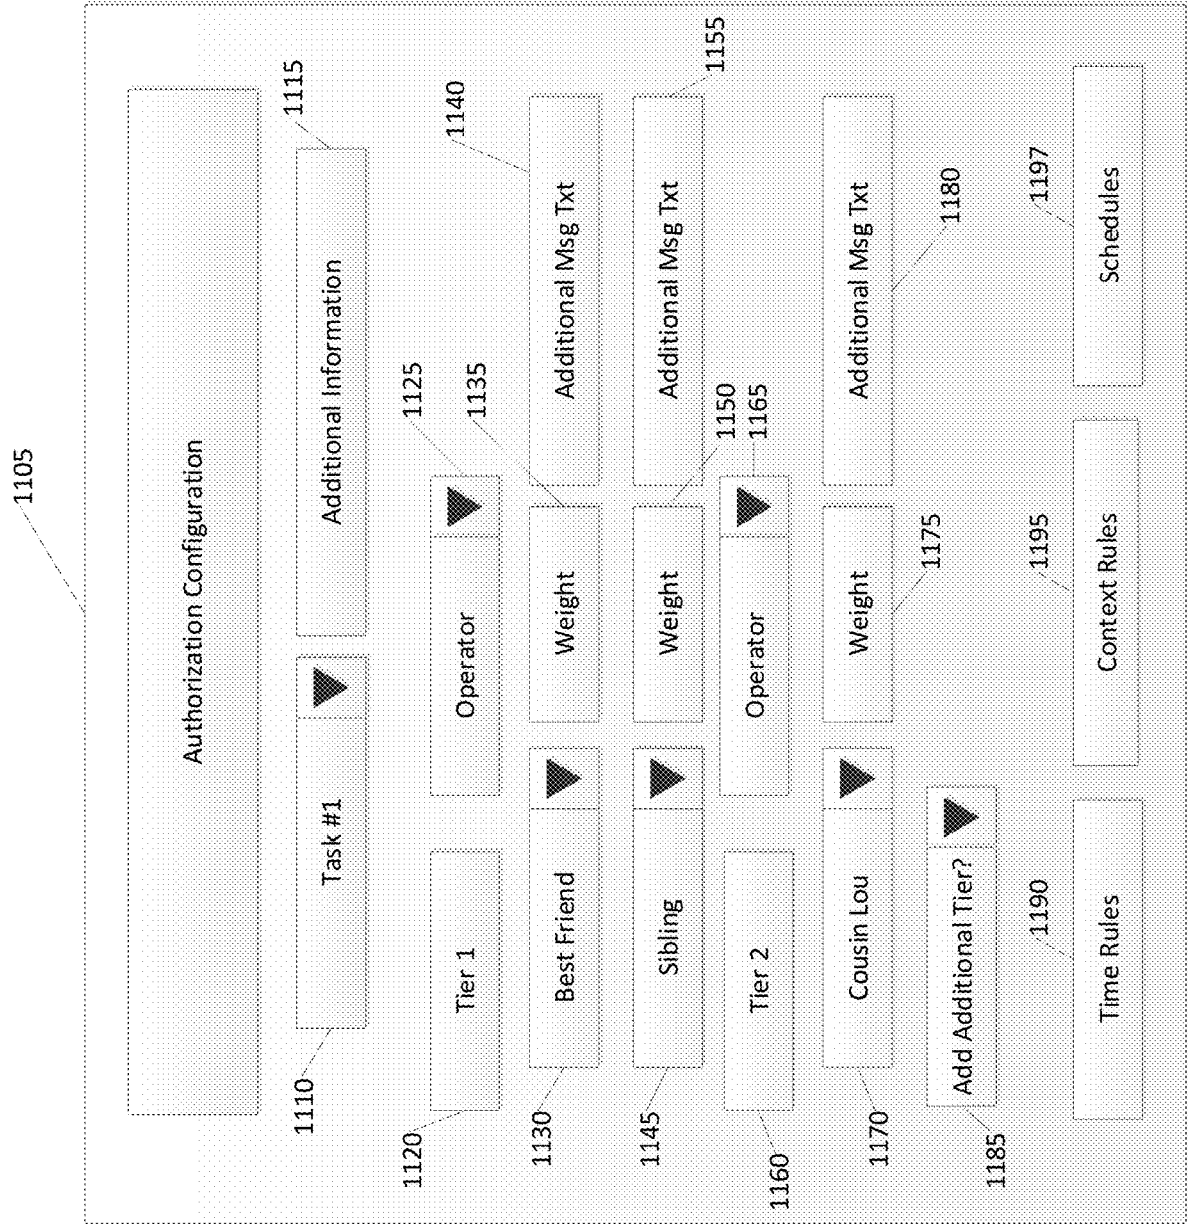 1105
Authorization Configuration
1115
Task #1
Additional Information
1110
1125
1120
Tier 1
Operator
1135
1140
1130
Best Friend
Weight
Additional Msg Txt
1145
Sibling
Weight
Additional Msg Txt
1155
1150
1160
Tier 2
Operator
1165
1170
Cousin Lou
Weight
Additional Msg Txt
1175
1180
1185
Add Additional Tier?
1190
1195
1197
Time Rules
Context Rules
Schedules